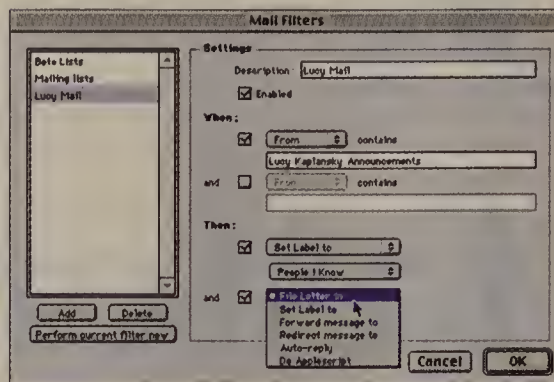 Mail Filters
Beta Lists
Mailing lists
Lucy Mail
Add
Delete
Perform current filter now
Settings
Description: Lucy Mail
Enabled
When:
From contains
Lucy Kaplansky Announcements
and From contains
Then:
Set Label to
People I Know
and
File Letter in
Set Label to
Forward message to
Redirect message to
Auto-reply
Do Applescript
Cancel
OK